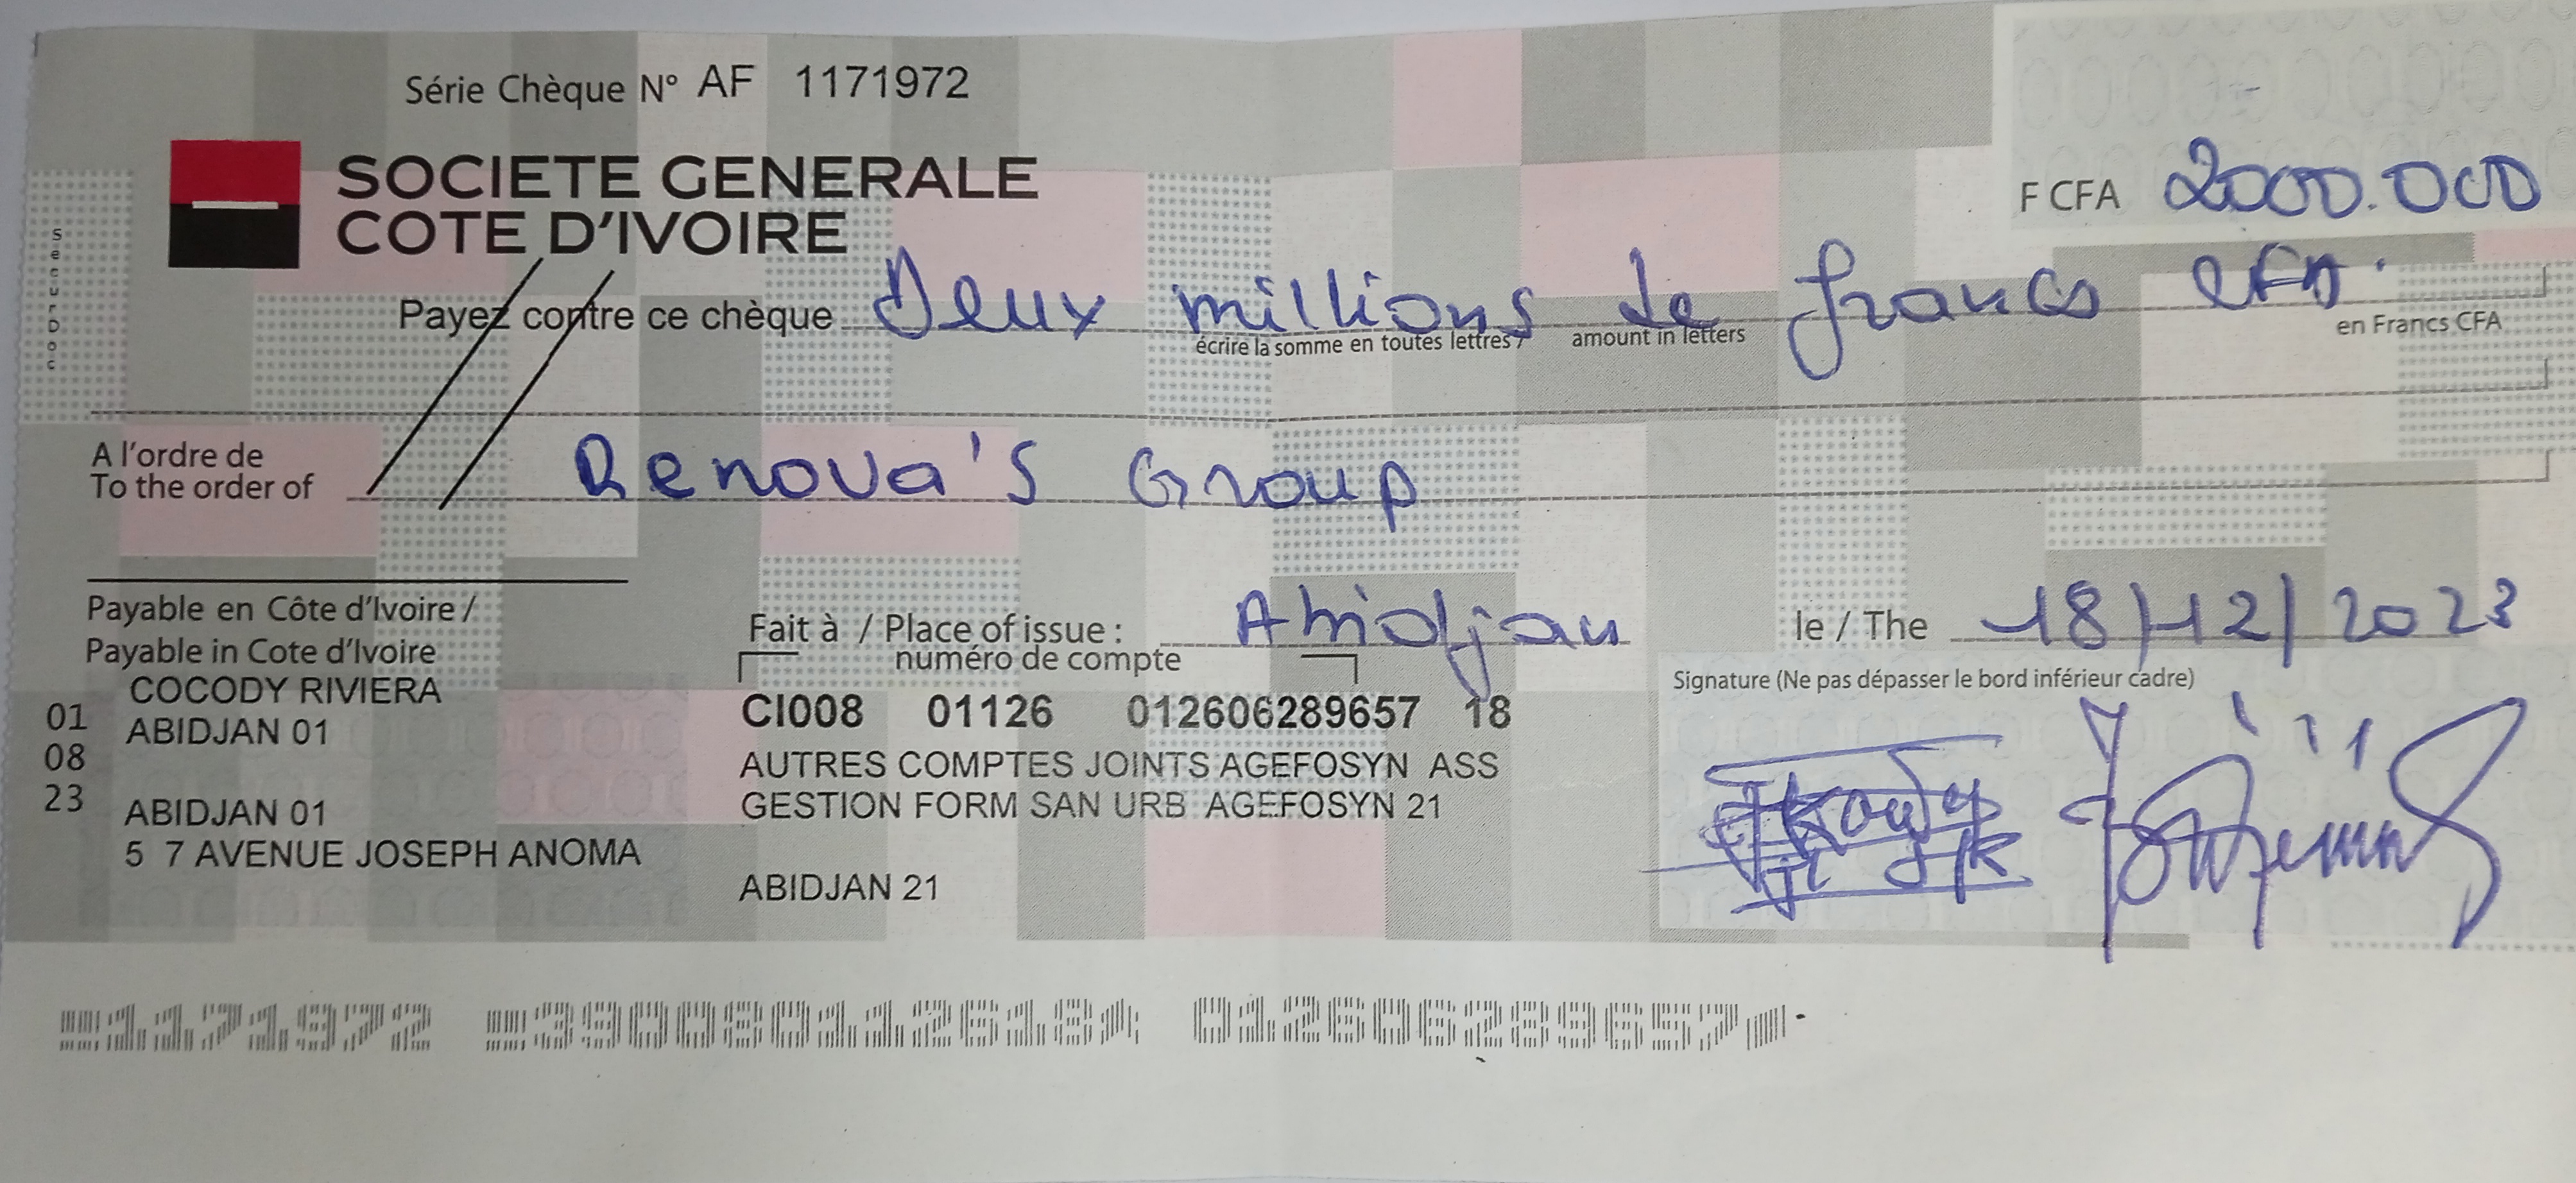 Série Chèque N° AF 1171972
SOCIETE GENERALE
COTE D'IVOIRE
F CFA 2000.000
Payez contre ce chèque Deux millions de francs CFA.
écrire la somme en toutes lettres / amount in letters
en Francs CFA
A l'ordre de
To the order of
Renova's Group
Payable en Côte d'Ivoire /
Payable in Cote d'Ivoire
Fait à / Place of issue : Abidjan le / The 18/12/2023
numéro de compte
Signature (Ne pas dépasser le bord inférieur cadre)
COCODY RIVIERA
01
ABIDJAN 01
08
23
ABIDJAN 01
5 7 AVENUE JOSEPH ANOMA
CI008 01126 012606289657 18
AUTRES COMPTES JOINTS AGEFOSYN ASS
GESTION FORM SAN URB AGEFOSYN 21
ABIDJAN 21
SecurDoc
1171972 390080112618 012606289657